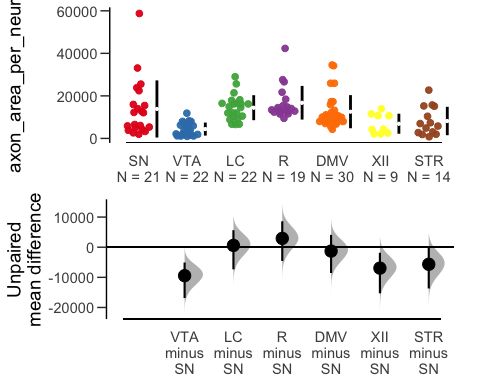 axon_area_per_neur
60000
40000
20000
0
SN VTA LC R DMV XII STR
N = 21 N = 22 N = 22 N = 19 N = 30 N = 9 N = 14
Unpaired
mean difference
10000
0
-10000
-20000
VTA LC R DMV XII STR
minus minus minus minus minus minus
SN SN SN SN SN SN